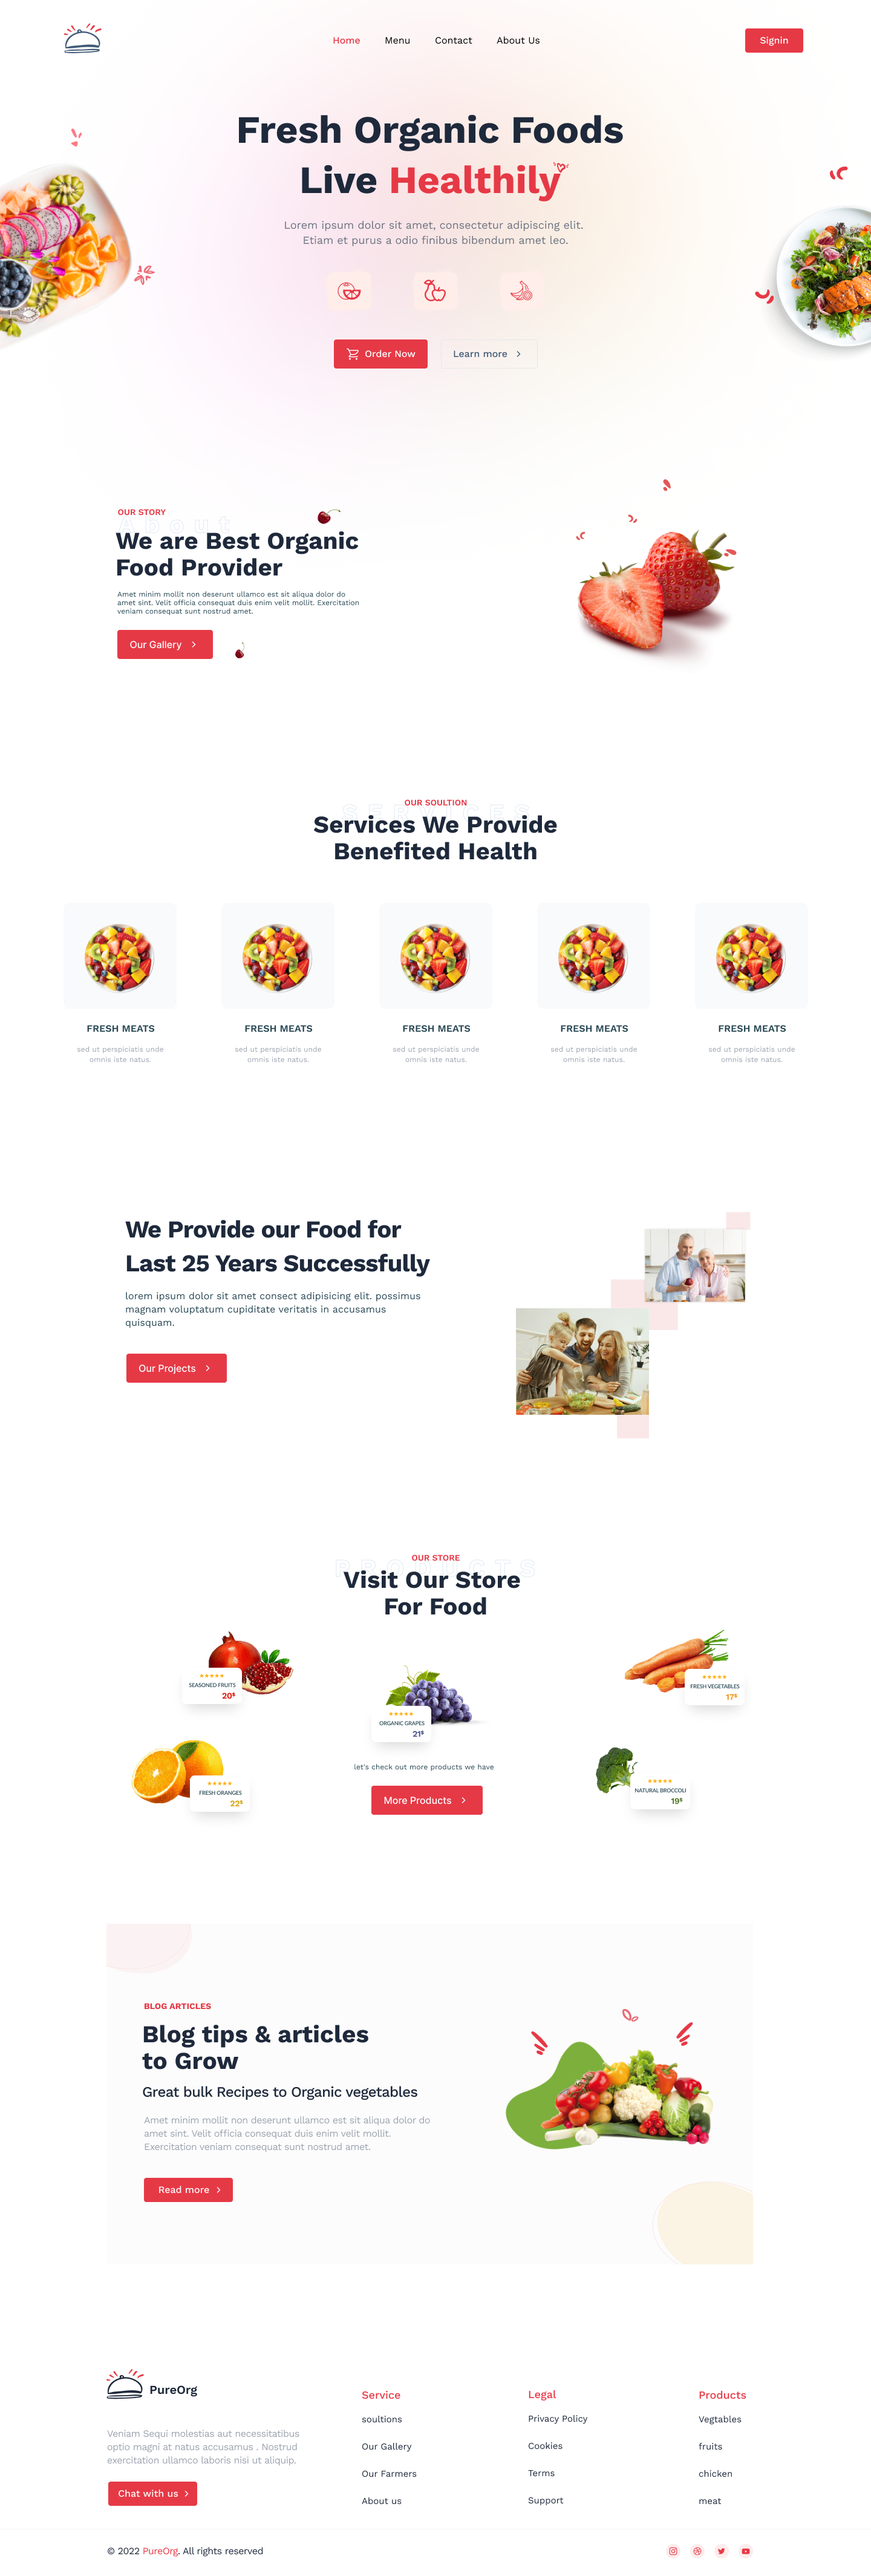 Home Menu Contact About Us Signin
Fresh Organic Foods
Live Healthily
Lorem ipsum dolor sit amet, consectetur adipiscing elit.
Etiam et purus a odio finibus bibendum amet leo.
Order Now Learn more
OUR STORY
About
We are Best Organic
Food Provider
Amet minim mollit non deserunt ullamco est sit aliqua dolor do
amet sint. Velit officia consequat duis enim velit mollit. Exercitation
veniam consequat sunt nostrud amet.
Our Gallery
OUR SOULTION
SERVICES
Services We Provide
Benefited Health
FRESH MEATS FRESH MEATS FRESH MEATS FRESH MEATS FRESH MEATS
sed ut perspiciatis unde sed ut perspiciatis unde sed ut perspiciatis unde sed ut perspiciatis unde sed ut perspiciatis unde
omnis iste natus. omnis iste natus. omnis iste natus. omnis iste natus. omnis iste natus.
We Provide our Food for
Last 25 Years Successfully
lorem ipsum dolor sit amet consect adipisicing elit. possimus
magnam voluptatum cupiditate veritatis in accusamus
quisquam.
Our Projects
OUR STORE
PRODUCTS
Visit Our Store
For Food
SEASONED FRUITS
20$
FRESH VEGETABLES
17$
ORGANIC GRAPES
21$
FRESH ORANGES
22$
NATURAL BROCCOLI
19$
let's check out more products we have
More Products
BLOG ARTICLES
Blog tips & articles
to Grow
Great bulk Recipes to Organic vegetables
Amet minim mollit non deserunt ullamco est sit aliqua dolor do
amet sint. Velit officia consequat duis enim velit mollit.
Exercitation veniam consequat sunt nostrud amet.
Read more
PureOrg
Veniam Sequi molestias aut necessitatibus
optio magni at natus accusamus . Nostrud
exercitation ullamco laboris nisi ut aliquip.
Chat with us
Service
soultions
Our Gallery
Our Farmers
About us
Legal
Privacy Policy
Cookies
Terms
Support
Products
Vegtables
fruits
chicken
meat
© 2022 PureOrg. All rights reserved